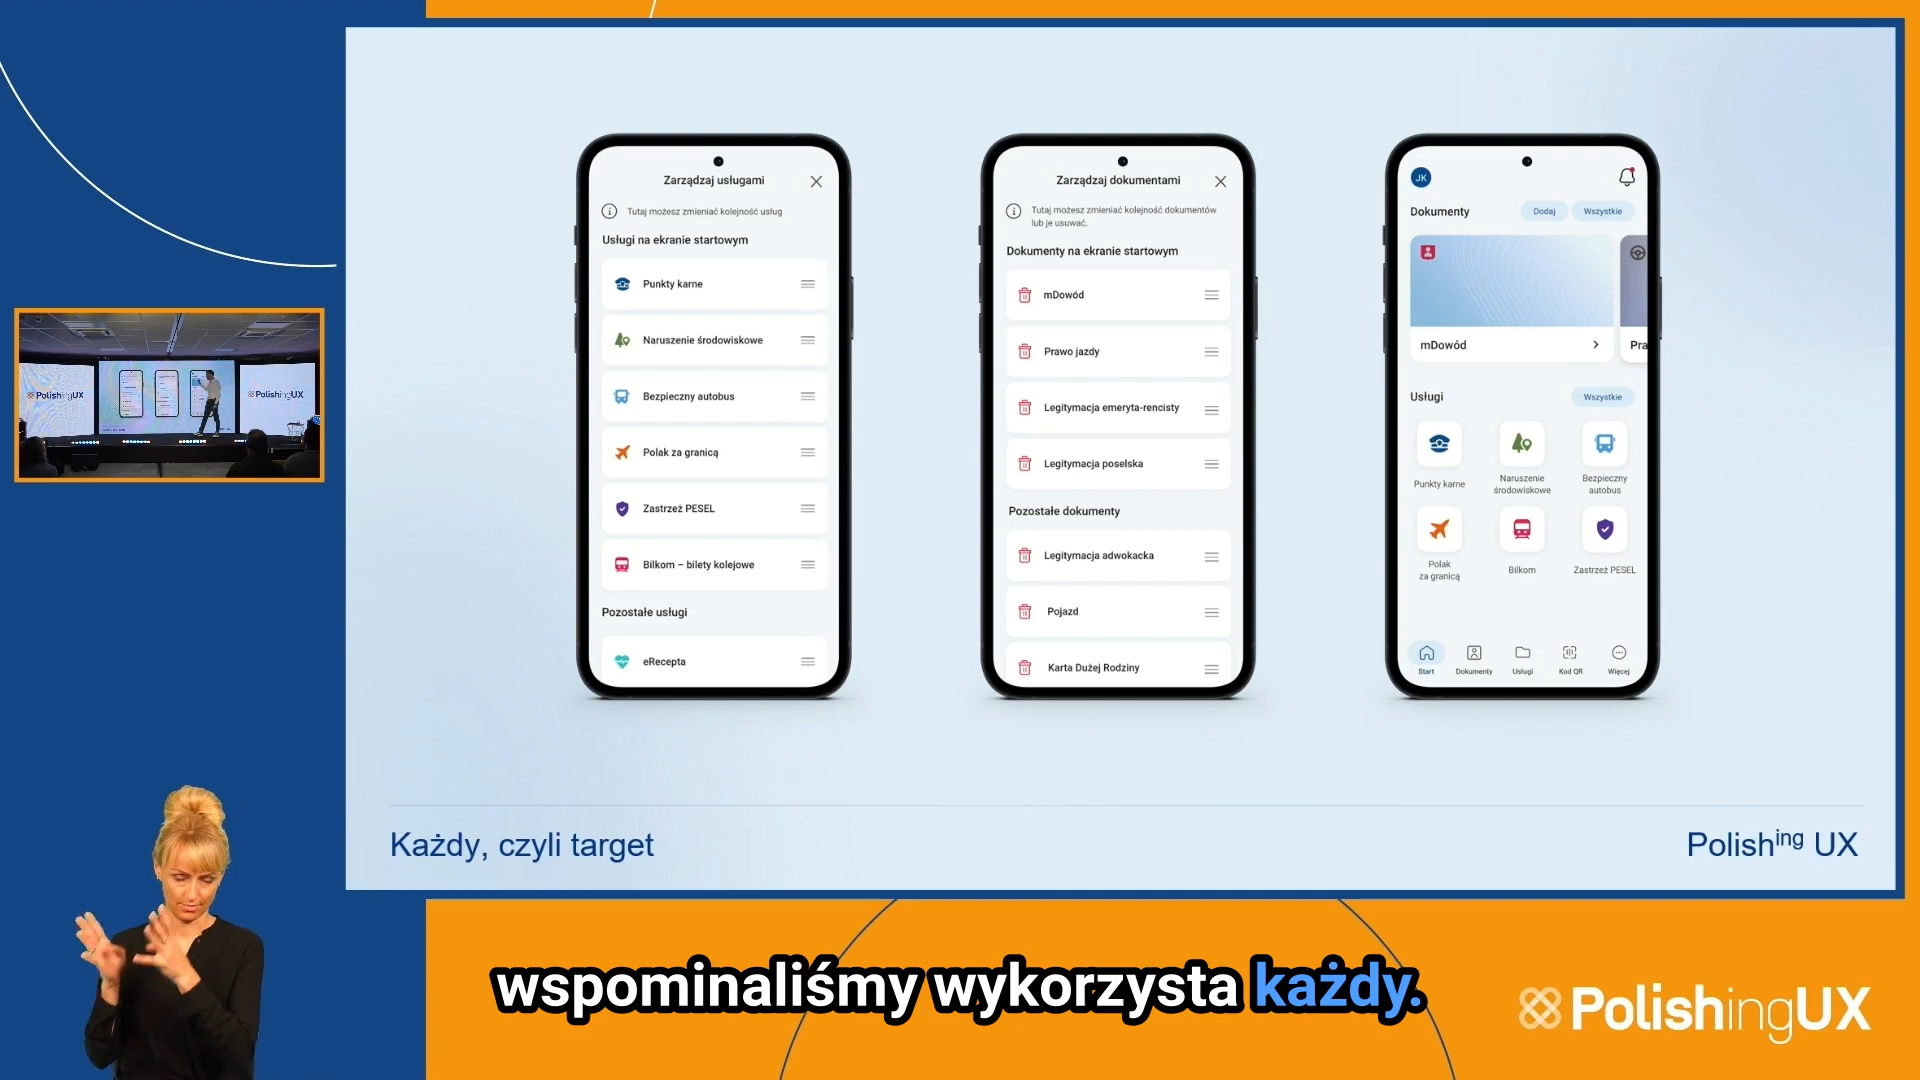 Zarządzaj usługami
Tutaj możesz zmieniać kolejność usług
Usługi na ekranie startowym
Punkty karne
Naruszenie środowiskowe
Bezpieczny autobus
Polak za granicą
Zastrzeż PESEL
Bilkom – bilety kolejowe
Pozostałe usługi
eRecepta
Zarządzaj dokumentami
Tutaj możesz zmieniać kolejność dokumentów
lub je usuwać.
Dokumenty na ekranie startowym
mDowód
Prawo jazdy
Legitymacja emeryta-rencisty
Legitymacja poselska
Pozostałe dokumenty
Legitymacja adwokacka
Pojazd
Karta Dużej Rodziny
JK
Dokumenty Dodaj Wszystkie
mDowód Pra
Usługi Wszystkie
Punkty karne
Naruszenie
środowiskowe
Bezpieczny
autobus
Polak
za granicą
Bilkom
Zastrzeż PESEL
Start Dokumenty Usługi Kod QR Więcej
PolishingUX
PolishingUX
Każdy, czyli target
Polishing UX
wspominaliśmy wykorzysta każdy.
PolishingUX